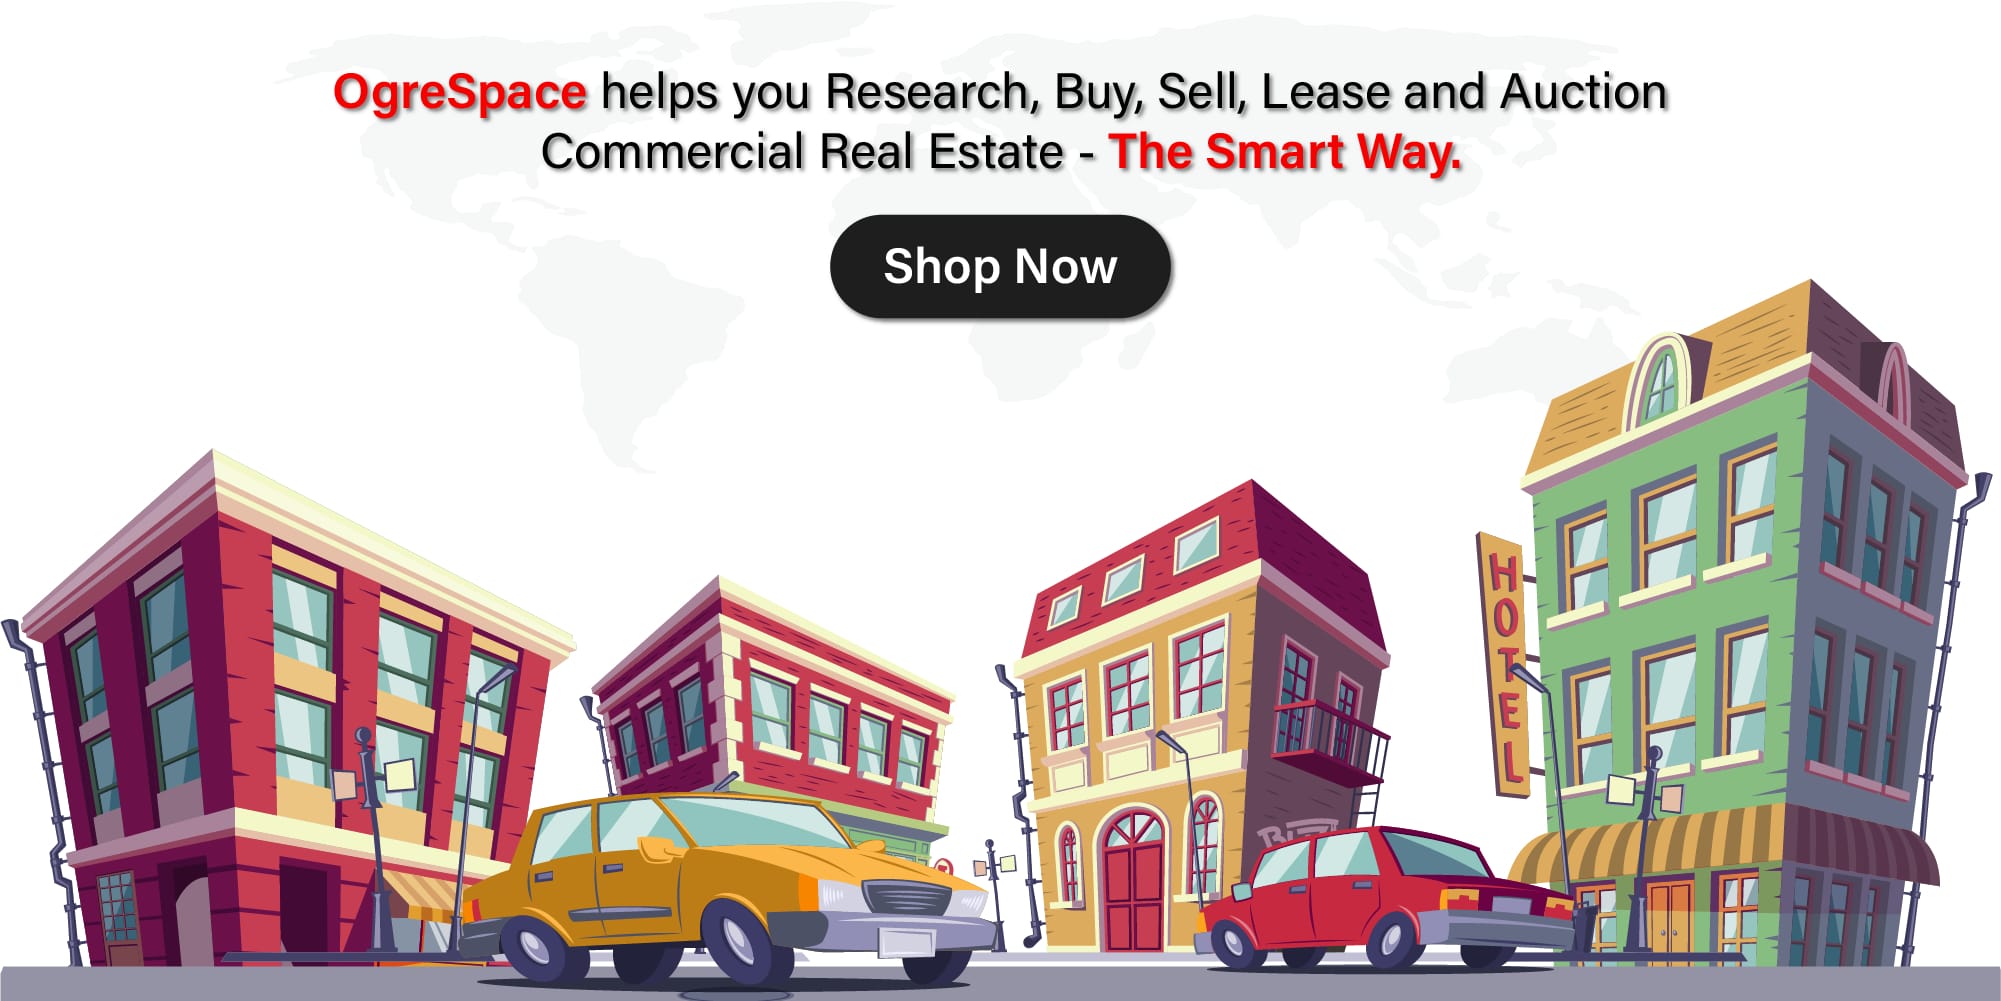 OgreSpace helps you Research, Buy, Sell, Lease and Auction
Commercial Real Estate - The Smart Way.
Shop Now
HOTEL